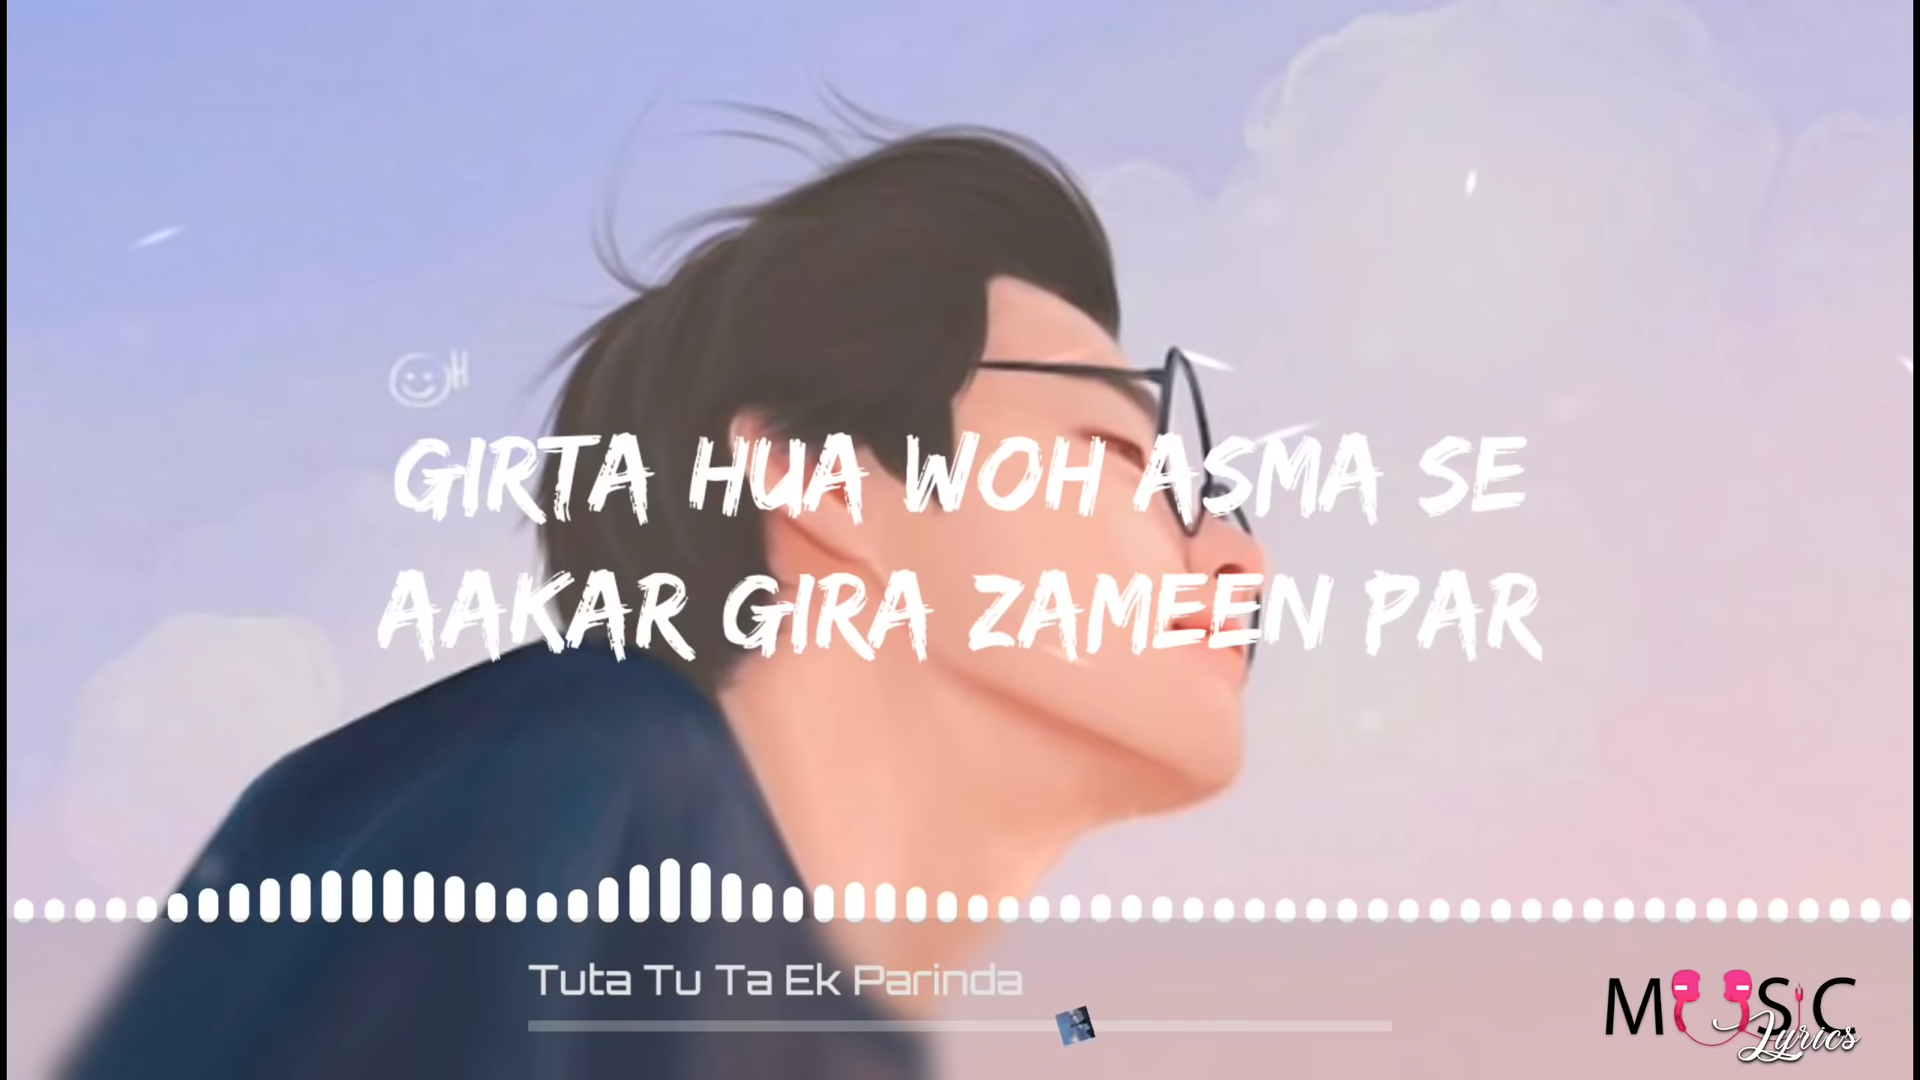 H
GIRTA HUA WOH ASMA SE
AAKAR GIRA ZAMEEN PAR
Tuta Tu Ta Ek Parinda
MUSIC
Lyrics